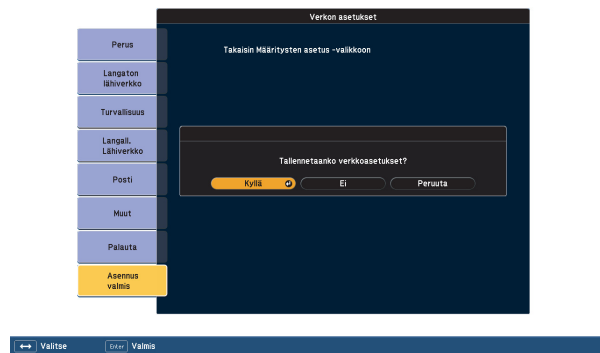 Verkon asetukset
Perus
Takaisin Määritysten asetus -valikkoon
Langaton
lähiverkko
Turvallisuus
Langall.
Lähiverkko
Posti
Muut
Palauta
Asennus
valmis
Tallennetaanko verkkoasetukset?
Kyllä
Ei
Peruuta
Valitse
Enter Valmis